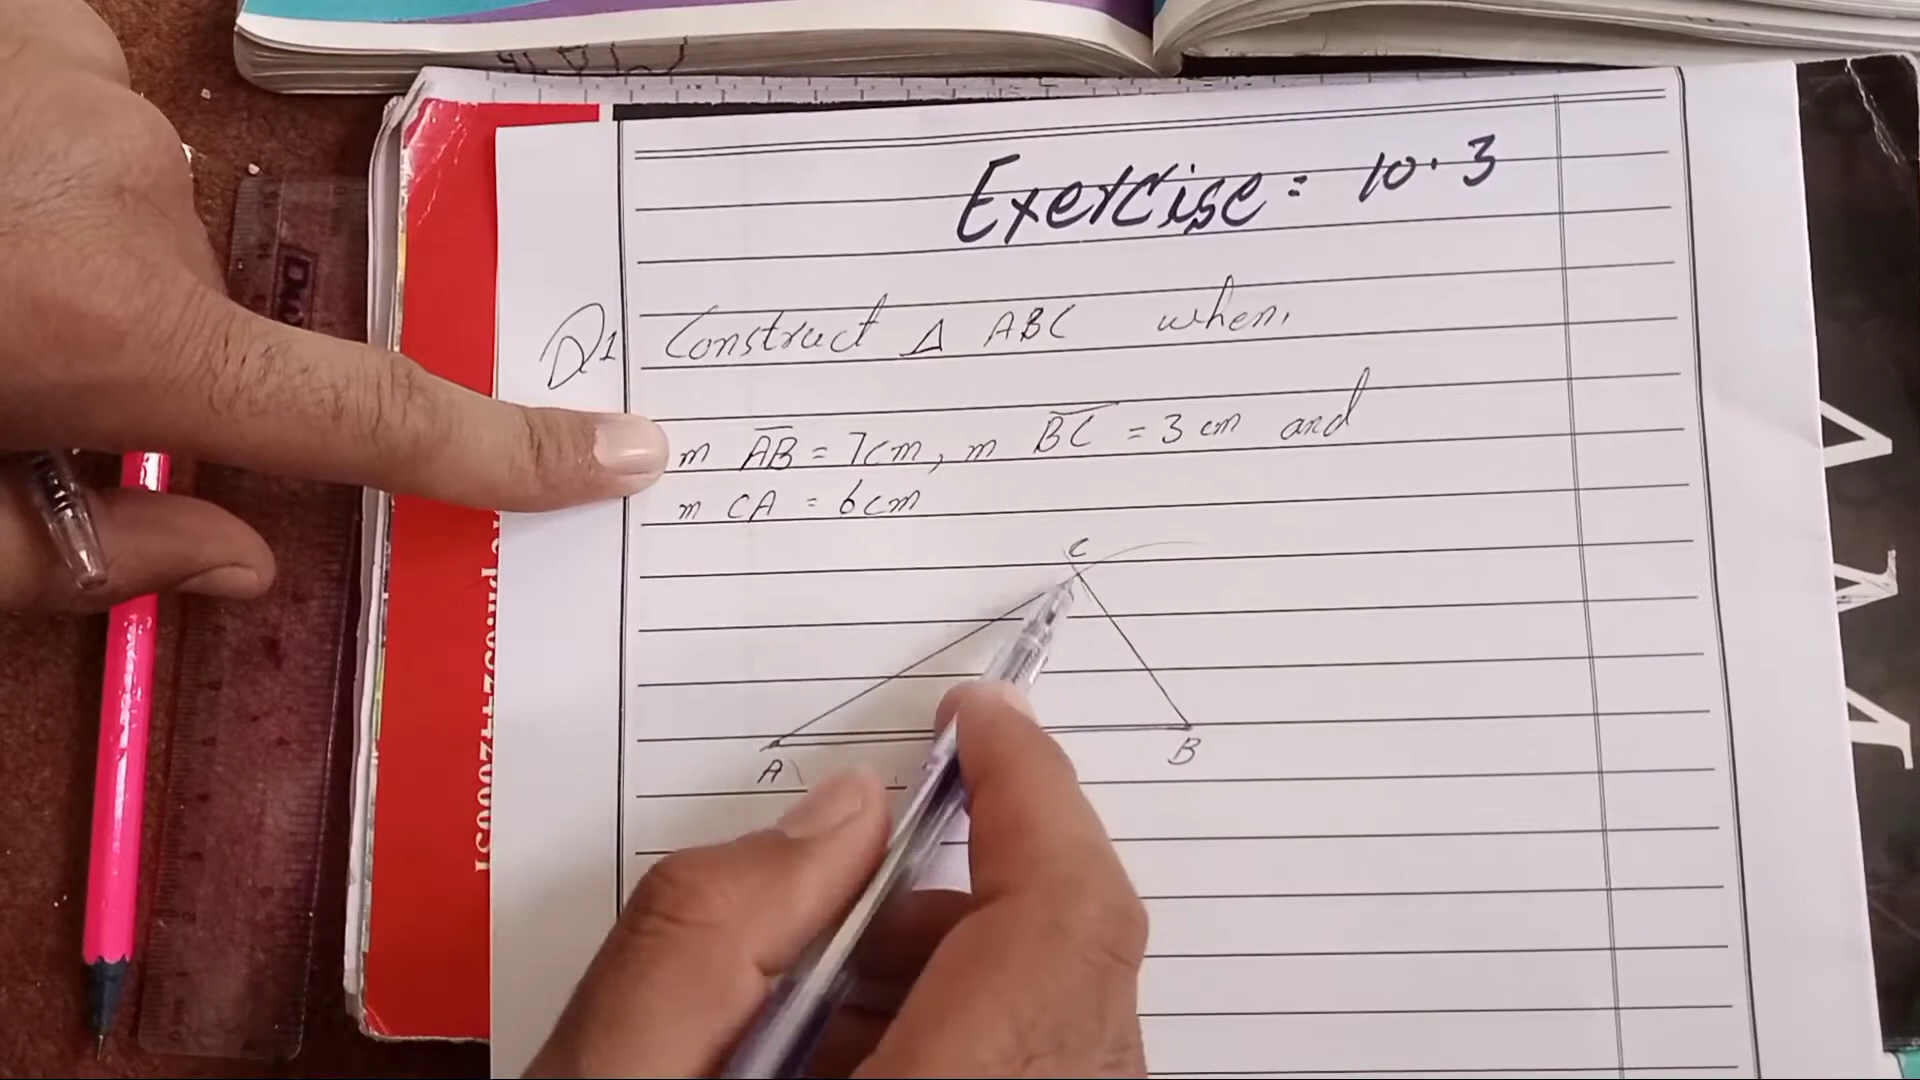 Exercise = 10.3
Q1 Construct Δ ABC when,
m AB = 7cm, m BC = 3 cm and
m CA = 6cm
C
A
B